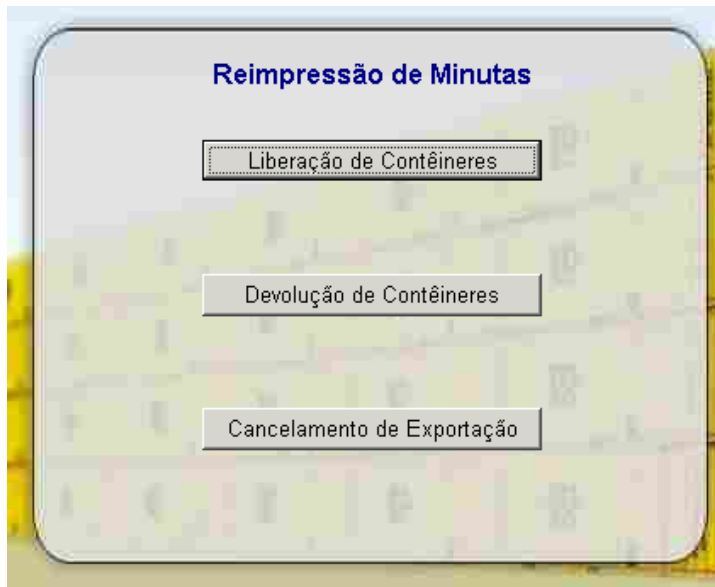 Reimpressão de Minutas
Liberação de Contêineres
Devolução de Contêineres
Cancelamento de Exportação